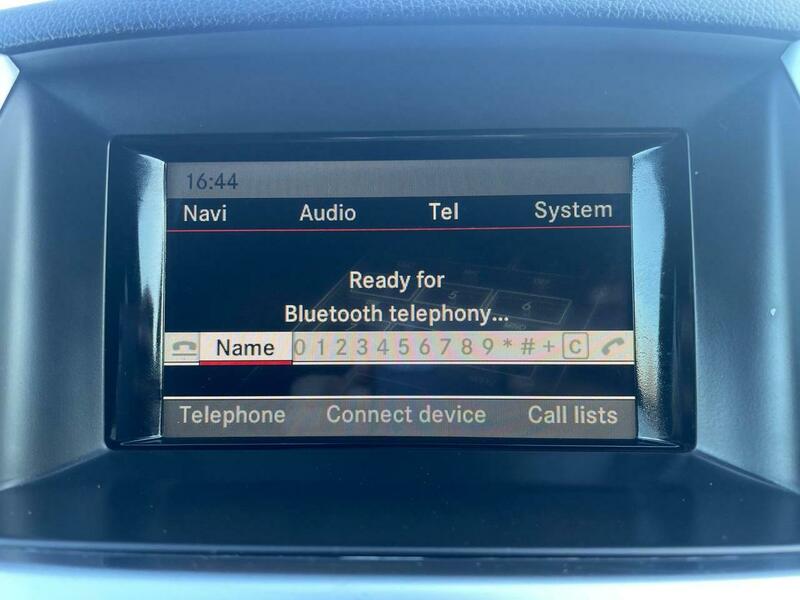 16:44
Navi Audio Tel System
Ready for
Bluetooth telephony...
Name 0 1 2 3 4 5 6 7 8 9 * # + C
Telephone Connect device Call lists